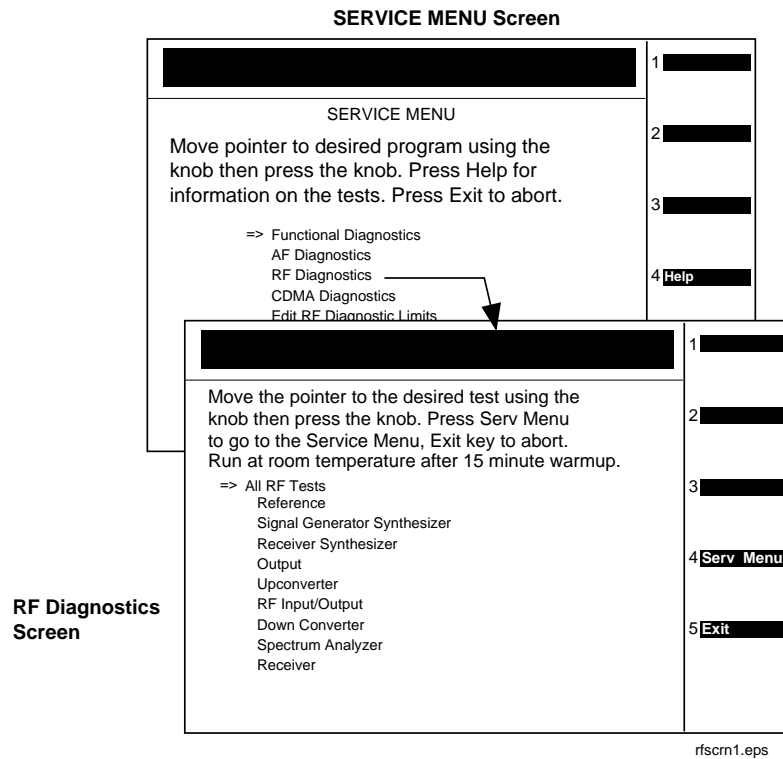 SERVICE MENU Screen
SERVICE MENU
Move pointer to desired program using the
knob then press the knob. Press Help for
information on the tests. Press Exit to abort.
=> Functional Diagnostics
AF Diagnostics
RF Diagnostics
CDMA Diagnostics
Edit RF Diagnostic Limits
1
2
3
4 Help
Move the pointer to the desired test using the
knob then press the knob. Press Serv Menu
to go to the Service Menu, Exit key to abort.
Run at room temperature after 15 minute warmup.
=> All RF Tests
Reference
Signal Generator Synthesizer
Receiver Synthesizer
Output
Upconverter
RF Input/Output
Down Converter
Spectrum Analyzer
Receiver
1
2
3
4 Serv Menu
5 Exit
RF Diagnostics
Screen
rfscrn1.eps